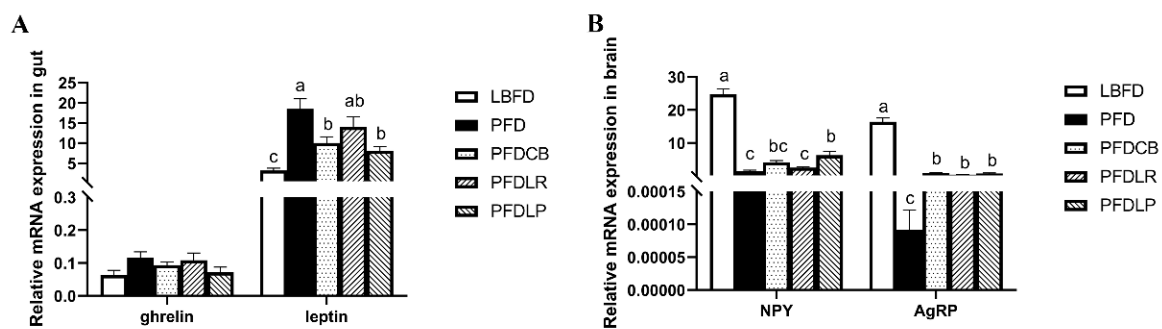 A
Relative mRNA expression in gut
25
20
15
10
5
0.3
0.2
0.1
0.0
c
a
b
ab
b
ghrelin
leptin
LBFD
PFD
PFDCB
PFDLR
PFDLP
B
Relative mRNA expression in brain
30
20
10
0.00015
0.00010
0.00005
0.00000
a
c
bc
c
b
a
c
b
b
b
NPY
AgRP
LBFD
PFD
PFDCB
PFDLR
PFDLP